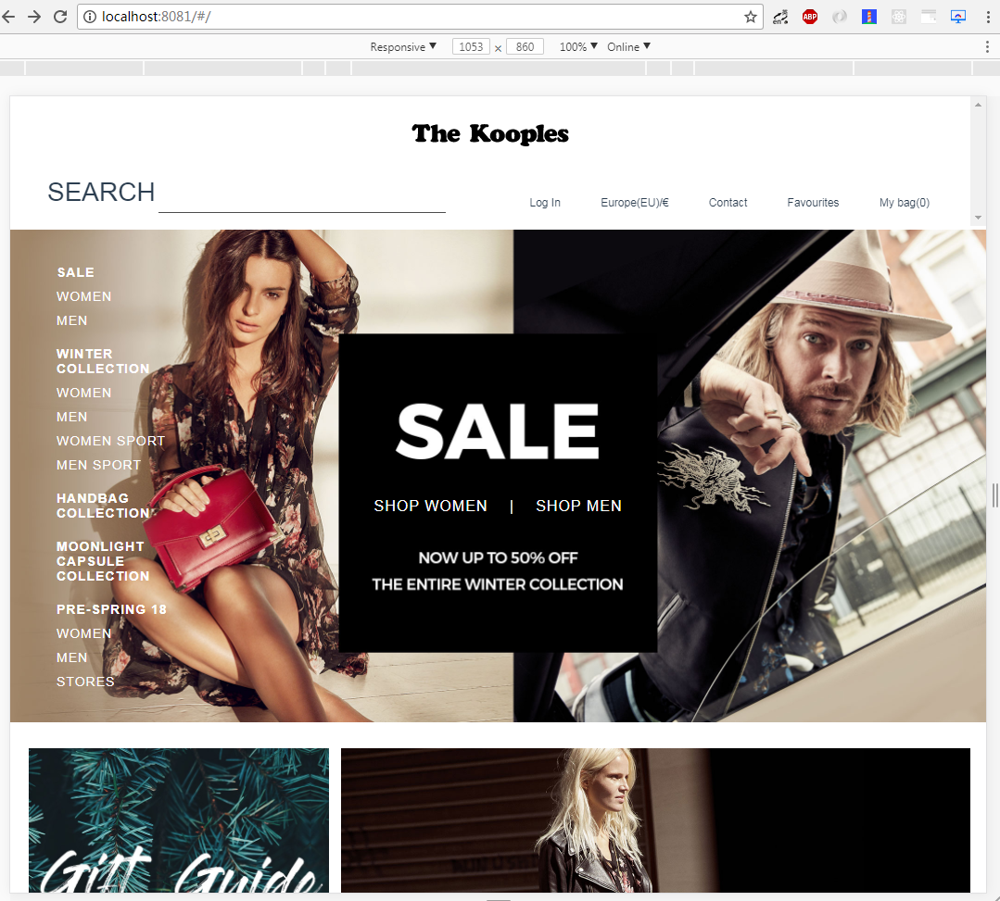 localhost:8081/#/
en
ABP
Responsive ▼ 1053 × 860 100% ▼ Online ▼
The Kooples
SEARCH
Log In Europe(EU)/€ Contact Favourites My bag(0)
SALE
WOMEN
MEN
WINTER
COLLECTION
WOMEN
MEN
WOMEN SPORT
MEN SPORT
HANDBAG
COLLECTION
MOONLIGHT
CAPSULE
COLLECTION
PRE-SPRING 18
WOMEN
MEN
STORES
SALE
SHOP WOMEN | SHOP MEN
NOW UP TO 50% OFF
THE ENTIRE WINTER COLLECTION
Gift Guide